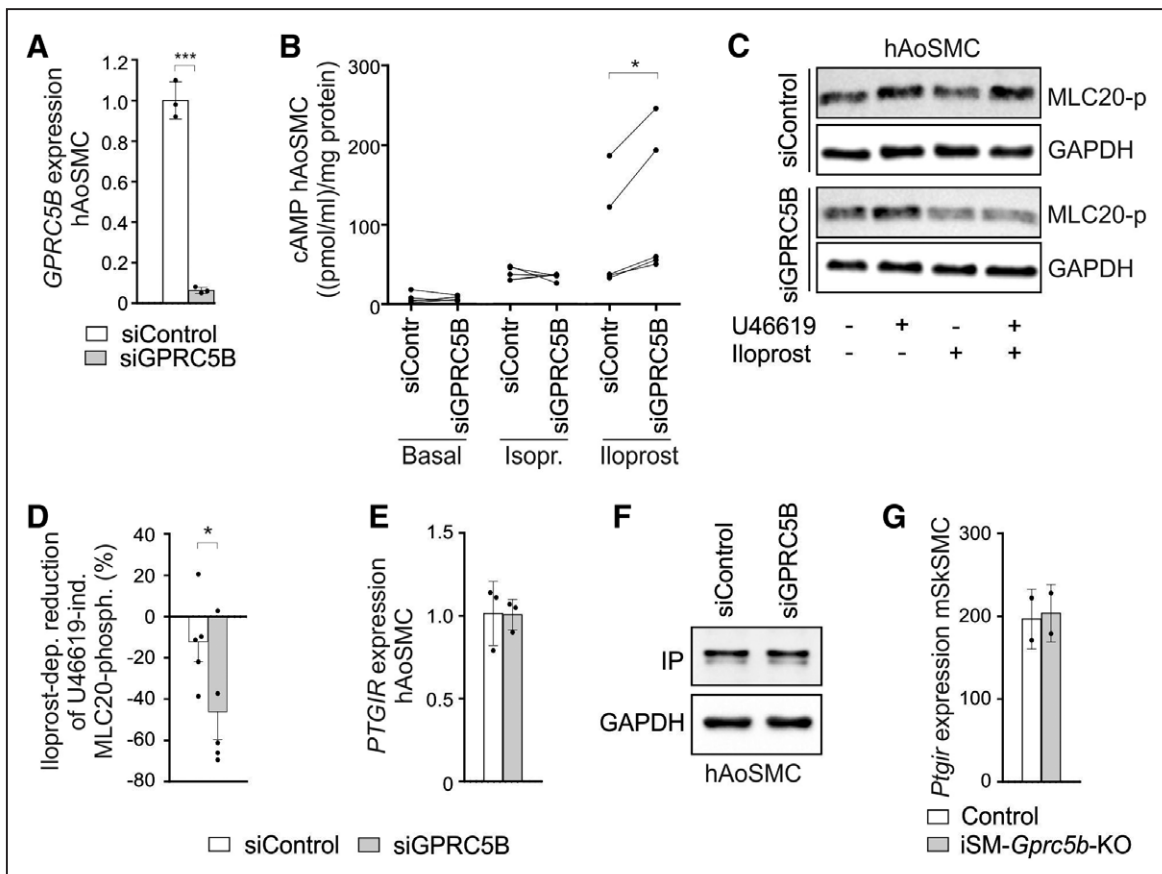 A
***
GPRC5B expression
hAoSMC
1.0
0.8
0.6
0.4
0.2
0
siControl
siGPRC5B
B
*
cAMP hAoSMC
((pmol/ml)/mg protein)
300
200
100
0
siContr
siGPRC5B
siContr
siGPRC5B
siContr
siGPRC5B
Basal
Isopr.
Iloprost
C
hAoSMC
siControl
MLC20-p
GAPDH
siGPRC5B
MLC20-p
GAPDH
U46619 - + - +
Iloprost - - + +
D
*
Iloprost-dep. reduction
of U46619-ind.
MLC20-phosph. (%)
40
20
0
-20
-40
-60
-80
E
PTGIR expression
hAoSMC
1.5
1.0
0.5
0.0
siControl siGPRC5B
F
siControl
siGPRC5B
IP
GAPDH
hAoSMC
G
Ptgir expression mSkSMC
300
200
100
0
Control
iSM-Gprc5b-KO